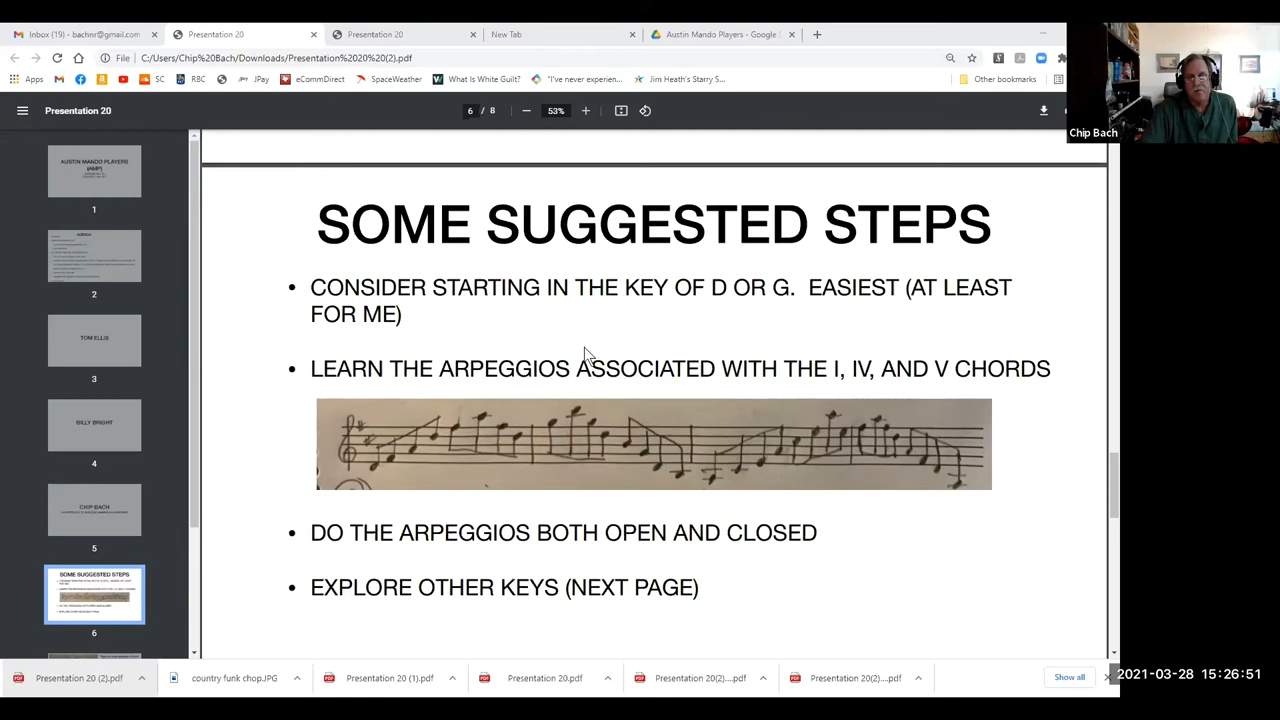 Inbox (19) - bachnr@gmail.com
Presentation 20
Presentation 20
New Tab
Austin Mando Players - Google
C:/Users/Chip%20Bach/Downloads/Presentation%2020%20(2).pdf
Apps
SC
RBC
JPay
eCommDirect
SpaceWeather
What Is White Guilt?
"I've never experien...
Jim Heath's Starry S...
Other bookmarks
Presentation 20
6 / 8
53%
Chip Bach
AUSTIN MANDO PLAYERS
(AMP)
1
AGENDA
2
TOM ELLIS
3
BILLY BRIGHT
4
CHIP BACH
5
SOME SUGGESTED STEPS
6
SOME SUGGESTED STEPS
• CONSIDER STARTING IN THE KEY OF D OR G. EASIEST (AT LEAST
FOR ME)
• LEARN THE ARPEGGIOS ASSOCIATED WITH THE I, IV, AND V CHORDS
• DO THE ARPEGGIOS BOTH OPEN AND CLOSED
• EXPLORE OTHER KEYS (NEXT PAGE)
Presentation 20 (2).pdf
country funk chop.JPG
Presentation 20 (1).pdf
Presentation 20.pdf
Presentation 20(2)....pdf
Presentation 20(2)....pdf
Show all
2021-03-28 15:26:51